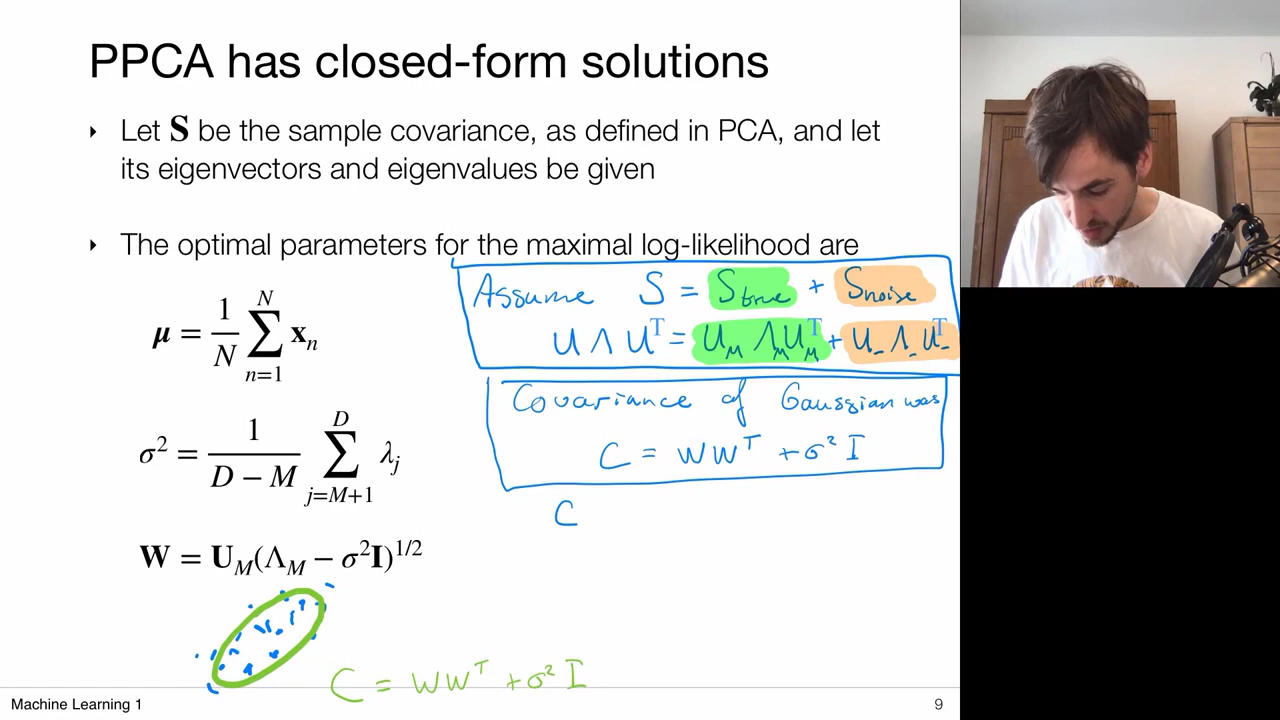 PPCA has closed-form solutions
‣ Let S be the sample covariance, as defined in PCA, and let
its eigenvectors and eigenvalues be given
‣ The optimal parameters for the maximal log-likelihood are
μ = 1/N ∑_{n=1}^{N} x_n
σ² = 1/(D − M) ∑_{j=M+1}^{D} λ_j
W = U_M(Λ_M − σ²I)^{1/2}
Assume S = S_true + S_noise
U Λ U^T = U_M Λ_M U_M^T + U_- Λ_- U_-^T
Covariance of Gaussian was
C = WW^T + σ² I
C
C = WW^T + σ² I
Machine Learning 1
9